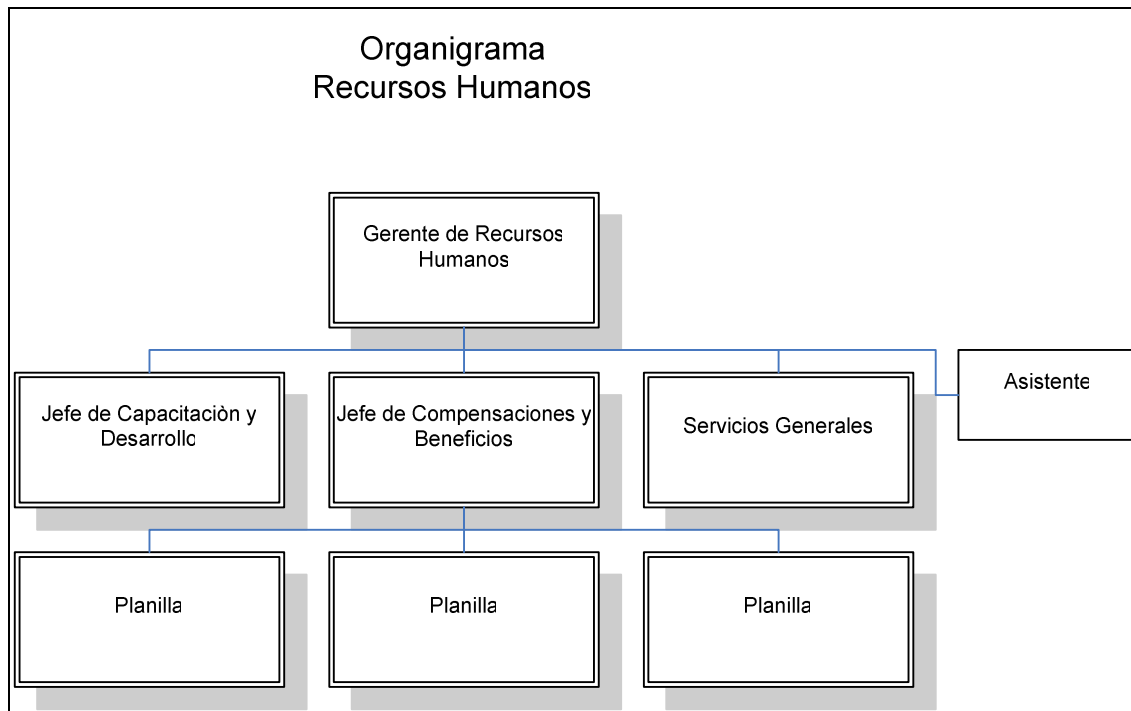 Organigrama
Recursos Humanos
Gerente de Recursos
Humanos
Asistente
Jefe de Capacitaciòn y
Desarrollo
Jefe de Compensaciones y
Beneficios
Servicios Generales
Planilla
Planilla
Planilla